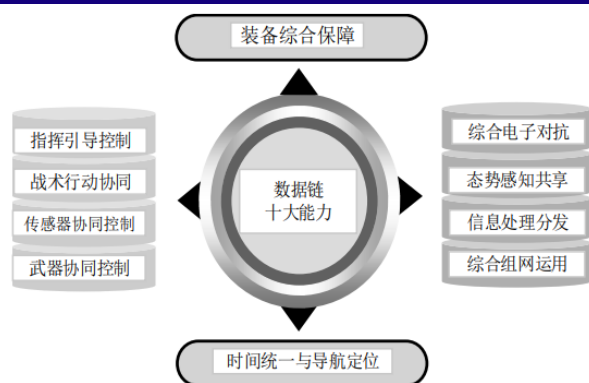 装备综合保障
指挥引导控制
战术行动协同
传感器协同控制
武器协同控制
数据链
十大能力
综合电子对抗
态势感知共享
信息处理分发
综合组网运用
时间统一与导航定位